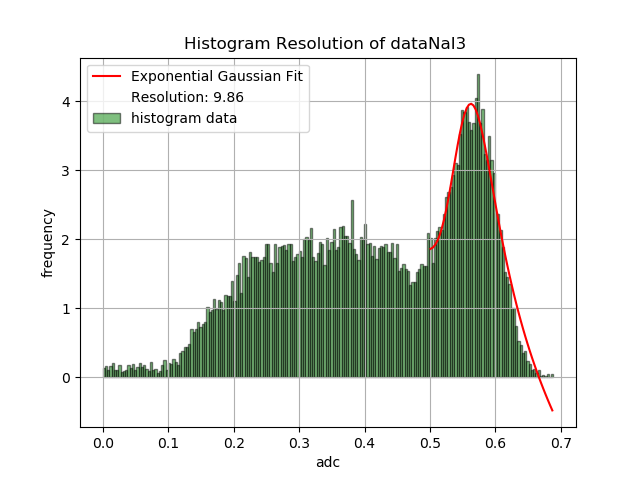 Histogram Resolution of dataNaI3
Exponential Gaussian Fit
Resolution: 9.86
histogram data
frequency
4
3
2
1
0
0.0 0.1 0.2 0.3 0.4 0.5 0.6 0.7
adc